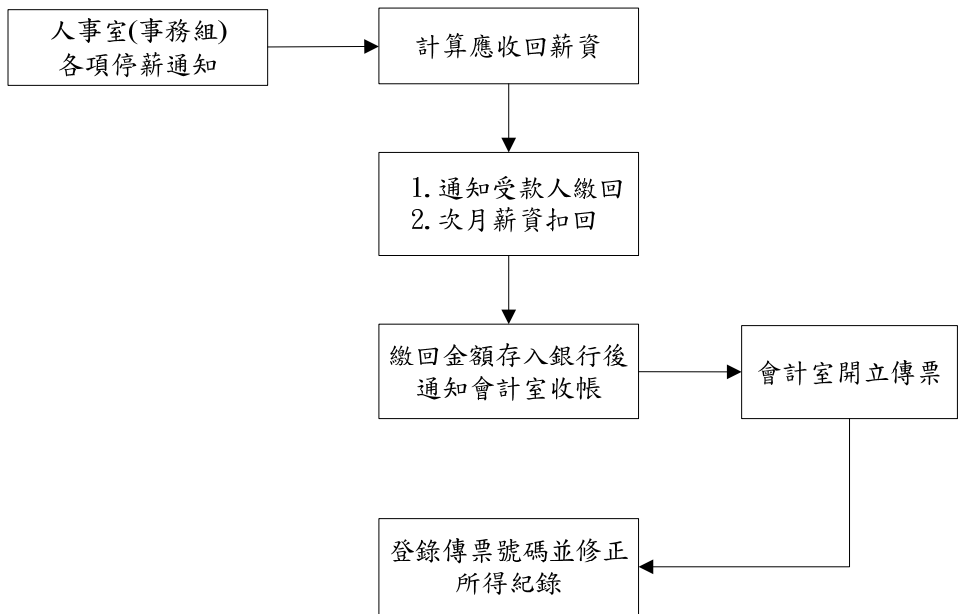 人事室(事務組)
各項停薪通知
計算應收回薪資
1.通知受款人繳回
2.次月薪資扣回
繳回金額存入銀行後
通知會計室收帳
會計室開立傳票
登錄傳票號碼並修正
所得紀錄